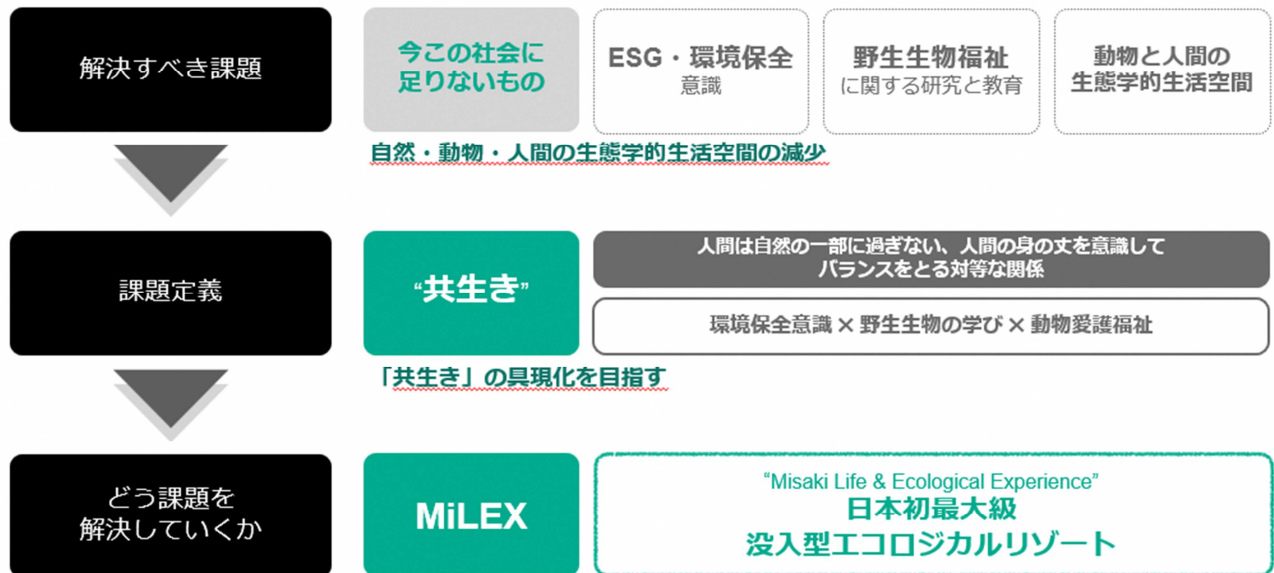 解決すべき課題
今この社会に
足りないもの
ESG・環境保全
意識
野生生物福祉
に関する研究と教育
動物と人間の
生態学的生活空間
自然・動物・人間の生態学的生活空間の減少
課題定義
“共生き”
人間は自然の一部に過ぎない、人間の身の丈を意識して
バランスをとる対等な関係
環境保全意識 × 野生生物の学び × 動物愛護福祉
「共生き」の具現化を目指す
どう課題を
解決していくか
MiLEX
“Misaki Life & Ecological Experience”
日本初最大級
没入型エコロジカルリゾート